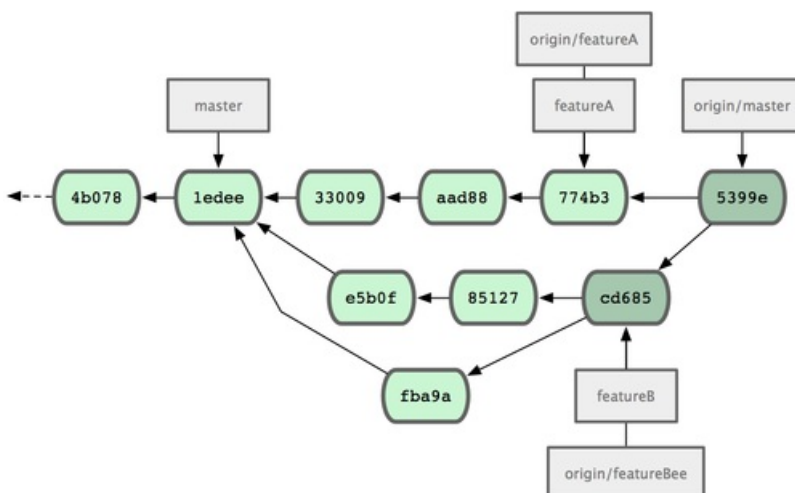 origin/featureA
master
featureA
origin/master
4b078
1edee
33009
aad88
774b3
5399e
e5b0f
85127
cd685
fba9a
featureB
origin/featureBee